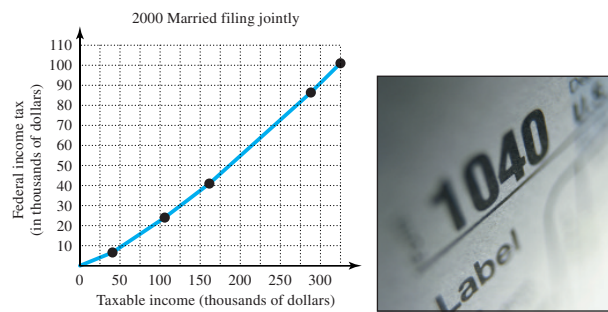 2000 Married filing jointly
110
100
90
80
70
60
50
40
30
20
10
0 50 100 150 200 250 300
Federal income tax
(in thousands of dollars)
Taxable income (thousands of dollars)
1040
Label